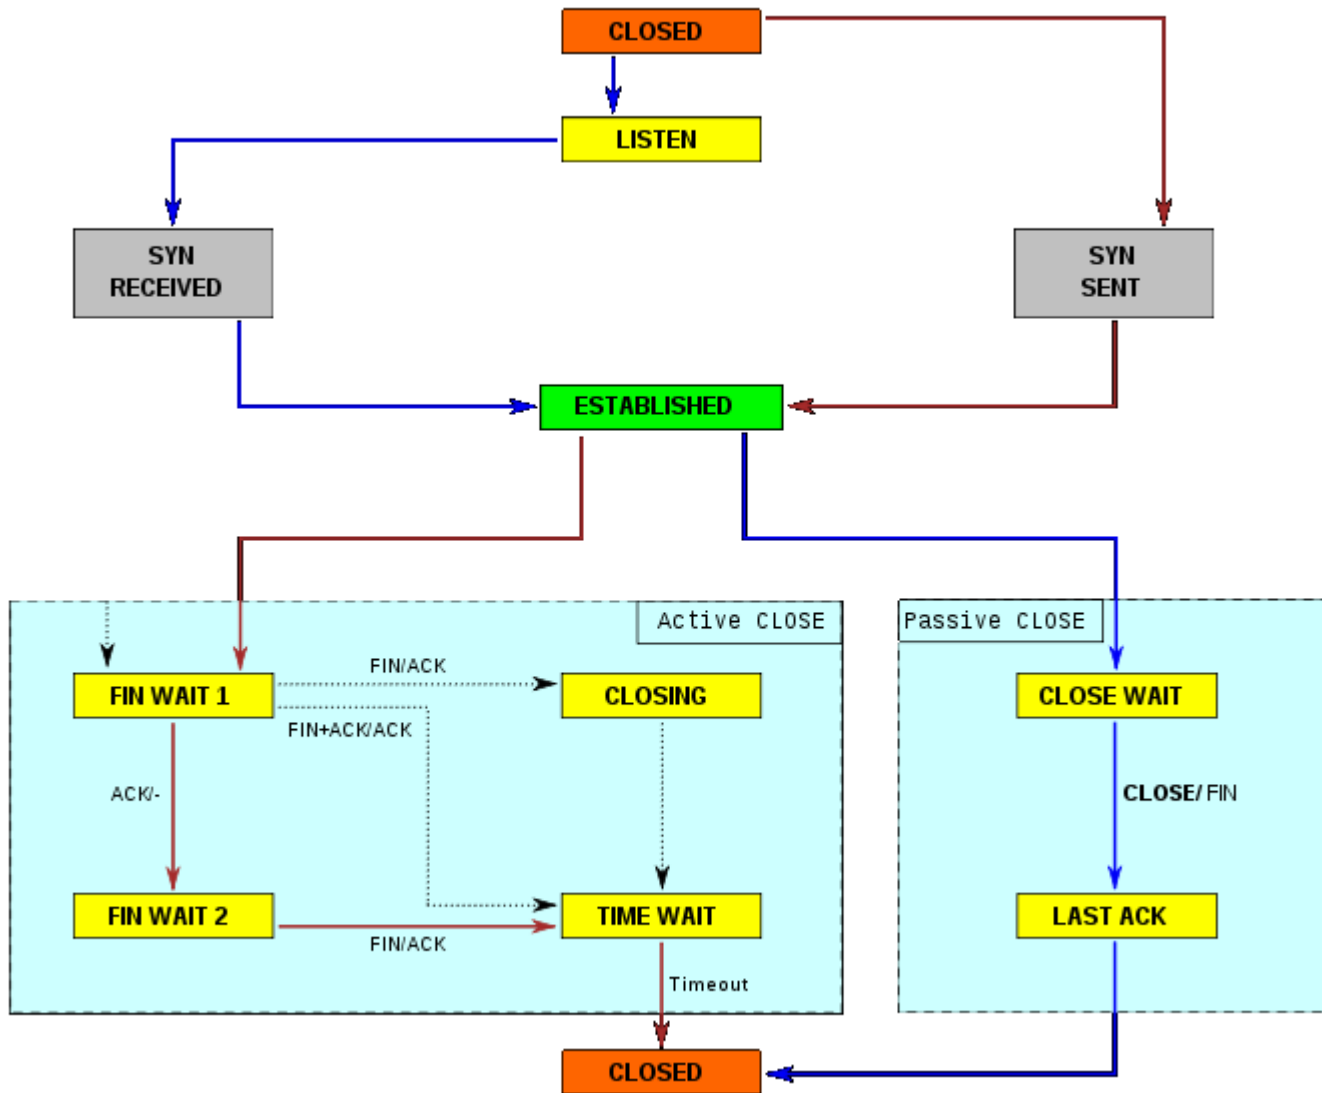 CLOSED
LISTEN
SYN
RECEIVED
SYN
SENT
ESTABLISHED
Active CLOSE
Passive CLOSE
FIN/ACK
FIN WAIT 1
CLOSING
CLOSE WAIT
FIN+ACK/ACK
ACK/-
CLOSE/ FIN
FIN WAIT 2
TIME WAIT
LAST ACK
FIN/ACK
Timeout
CLOSED